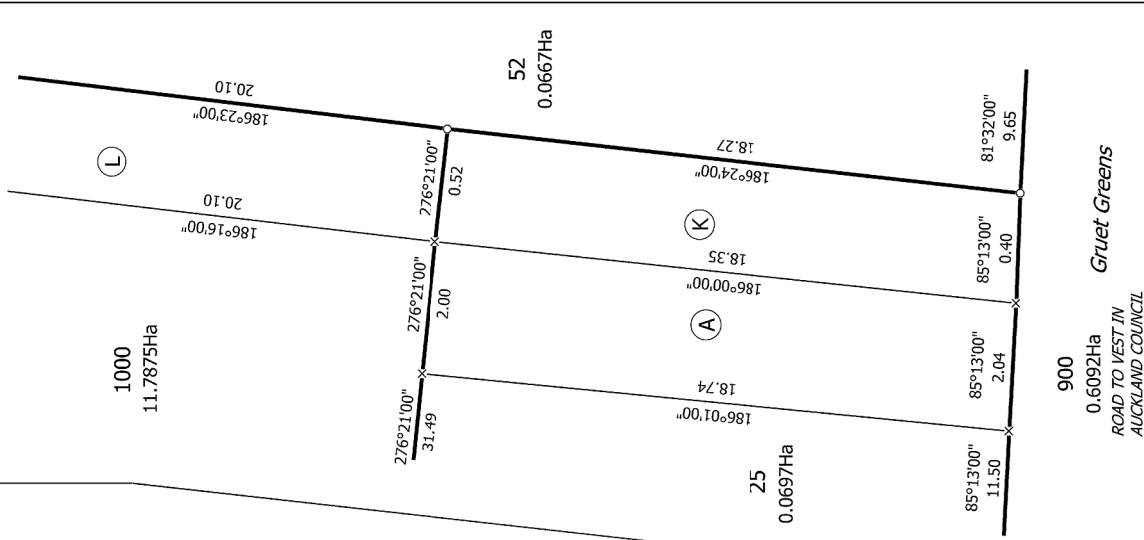 20.10
186°23'00"
L
20.10
186°16'00"
52
0.0667Ha
276°21'00"
0.52
276°21'00"
2.00
276°21'00"
31.49
1000
11.7875Ha
18.27
186°24'00"
K
18.35
186°00'00"
A
18.74
186°01'00"
25
0.0697Ha
81°32'00"
9.65
85°13'00"
0.40
85°13'00"
2.04
85°13'00"
11.50
Gruet Greens
900
0.6092Ha
ROAD TO VEST IN
AUCKLAND COUNCIL